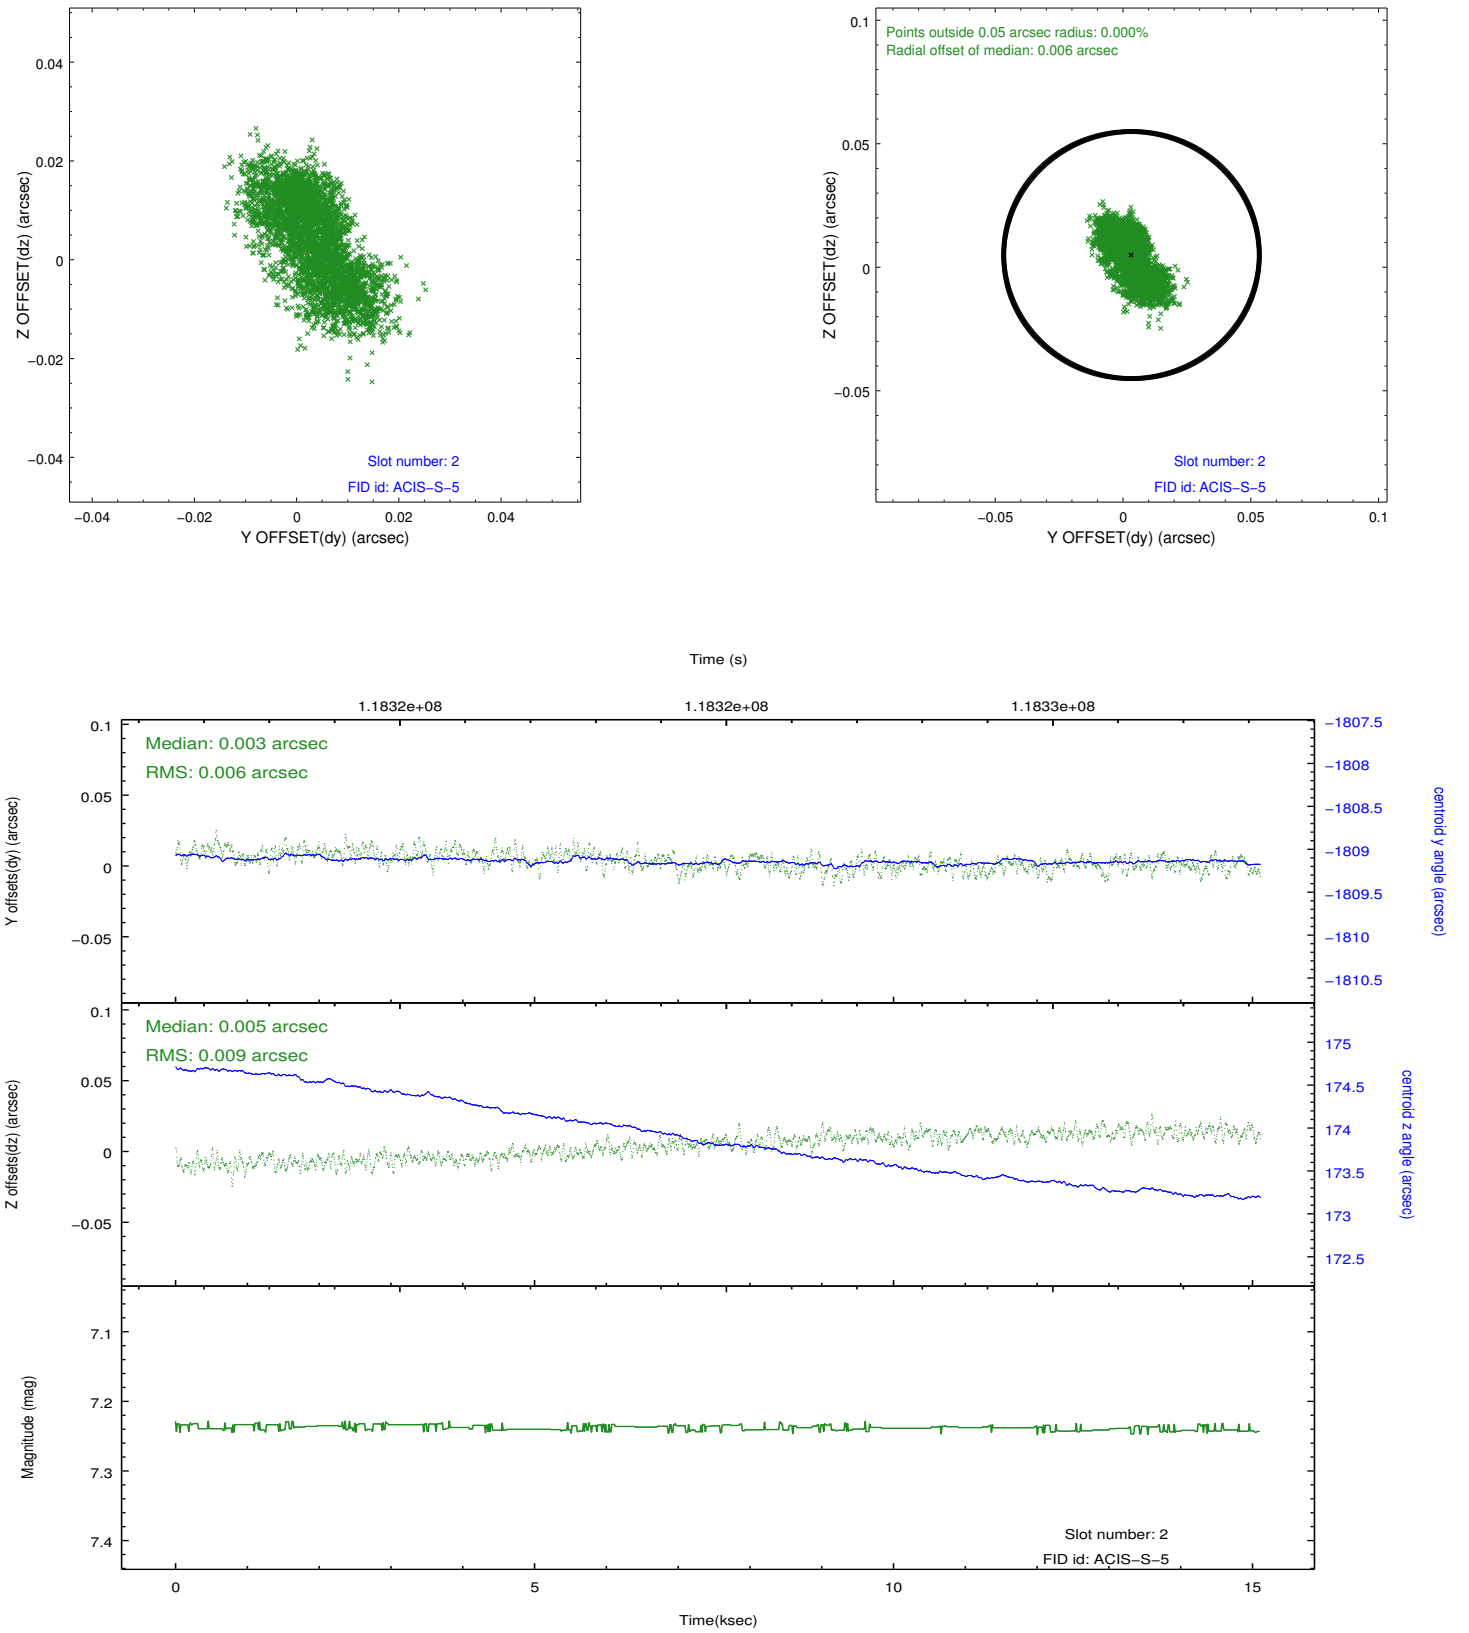 0.04
0.02
0
−0.02
−0.04
Z OFFSET(dz) (arcsec)
Slot number: 2
FID id: ACIS−S−5
−0.04 −0.02 0 0.02 0.04
Y OFFSET(dy) (arcsec)
Points outside 0.05 arcsec radius: 0.000%
Radial offset of median: 0.006 arcsec
0.1
0.05
0
−0.05
Z OFFSET(dz) (arcsec)
Slot number: 2
FID id: ACIS−S−5
−0.05 0 0.05 0.1
Y OFFSET(dy) (arcsec)
Time (s)
1.1832e+08 1.1832e+08 1.1833e+08
Median: 0.003 arcsec
RMS: 0.006 arcsec
0.1
0.05
0
−0.05
Y offsets(dy) (arcsec)
−1807.5
−1808
−1808.5
−1809
−1809.5
−1810
−1810.5
centroid y angle (arcsec)
Median: 0.005 arcsec
RMS: 0.009 arcsec
0.1
0.05
0
−0.05
Z offsets(dz) (arcsec)
175
174.5
174
173.5
173
172.5
centroid z angle (arcsec)
7.1
7.2
7.3
7.4
Magnitude (mag)
Slot number: 2
FID id: ACIS−S−5
0 5 10 15
Time(ksec)